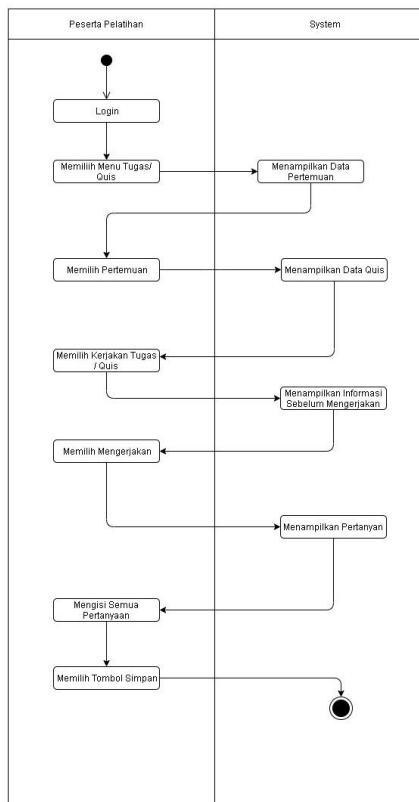 Peserta Pelatihan
System
Login
Memiliih Menu Tugas/
Quis
Menampilkan Data
Pertemuan
Memilih Pertemuan
Menampilkan Data Quis
Memilih Kerjakan Tugas
/ Quis
Menampilkan Informasi
Sebelum Mengerjakan
Memilih Mengerjakan
Menampilkan Pertanyan
Mengisi Semua
Pertanyaan
Memilih Tombol Simpan